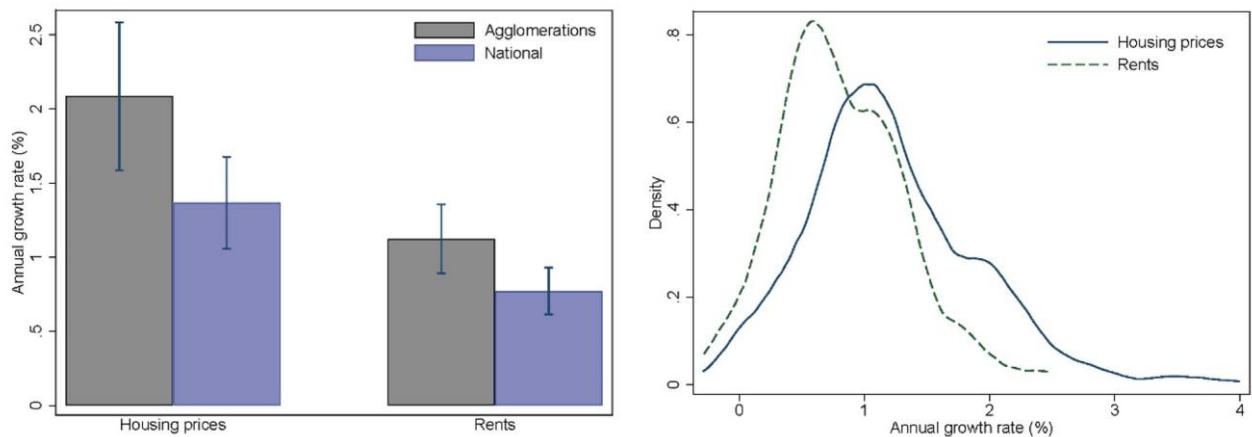 Agglomerations
National
Annual growth rate (%)
2.5
2
1.5
1
.5
0
Housing prices Rents
Housing prices
Rents
Density
.8
.6
.4
.2
0
0 1 2 3 4
Annual growth rate (%)